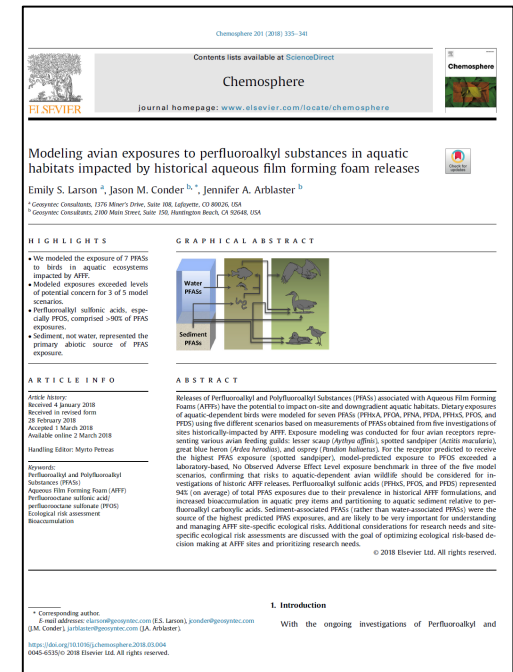 Chemosphere 201 (2018) 335–341
Contents lists available at ScienceDirect
Chemosphere
journal homepage: www.elsevier.com/locate/chemosphere
ELSEVIER
Chemosphere
Modeling avian exposures to perfluoroalkyl substances in aquatic
habitats impacted by historical aqueous film forming foam releases
Check for
updates
Emily S. Larson a, Jason M. Conder b, *, Jennifer A. Arblaster b
a Geosyntec Consultants, 1376 Miner's Drive, Suite 108, Lafayette, CO 80026, USA
b Geosyntec Consultants, 2100 Main Street, Suite 150, Huntington Beach, CA 92648, USA
HIGHLIGHTS
• We modeled the exposure of 7 PFASs
to birds in aquatic ecosystems
impacted by AFFF.
• Modeled exposures exceeded levels
of potential concern for 3 of 5 model
scenarios.
• Perfluoroalkyl sulfonic acids, espe-
cially PFOS, comprised >90% of PFAS
exposures.
• Sediment, not water, represented the
primary abiotic source of PFAS
exposure.
GRAPHICAL ABSTRACT
Water
PFASs
Sediment
PFASs
ARTICLE INFO
Article history:
Received 4 January 2018
Received in revised form
28 February 2018
Accepted 1 March 2018
Available online 2 March 2018
Handling Editor: Myrto Petreas
Keywords:
Perfluoroalkyl and Polyfluoroalkyl
Substances (PFASs)
Aqueous Film Forming Foam (AFFF)
Perfluorooctane sulfonic acid/
perfluorooctane sulfonate (PFOS)
Ecological risk assessment
Bioaccumulation
ABSTRACT
Releases of Perfluoroalkyl and Polyfluoroalkyl Substances (PFASs) associated with Aqueous Film Forming
Foams (AFFFs) have the potential to impact on-site and downgradient aquatic habitats. Dietary exposures
of aquatic-dependent birds were modeled for seven PFASs (PFHxA, PFOA, PFNA, PFDA, PFHxS, PFOS, and
PFDS) using five different scenarios based on measurements of PFASs obtained from five investigations of
sites historically-impacted by AFFF. Exposure modeling was conducted for four avian receptors repre-
senting various avian feeding guilds: lesser scaup (Aythya affinis), spotted sandpiper (Actitis macularia),
great blue heron (Ardea herodias), and osprey (Pandion haliaetus). For the receptor predicted to receive
the highest PFAS exposure (spotted sandpiper), model-predicted exposure to PFOS exceeded a
laboratory-based, No Observed Adverse Effect Level exposure benchmark in three of the five model
scenarios, confirming that risks to aquatic-dependent avian wildlife should be considered for in-
vestigations of historic AFFF releases. Perfluoroalkyl sulfonic acids (PFHxS, PFOS, and PFDS) represented
94% (on average) of total PFAS exposures due to their prevalence in historical AFFF formulations, and
increased bioaccumulation in aquatic prey items and partitioning to aquatic sediment relative to per-
fluoroalkyl carboxylic acids. Sediment-associated PFASs (rather than water-associated PFASs) were the
source of the highest predicted PFAS exposures, and are likely to be very important for understanding
and managing AFFF site-specific ecological risks. Additional considerations for research needs and site-
specific ecological risk assessments are discussed with the goal of optimizing ecological risk-based de-
cision making at AFFF sites and prioritizing research needs.
© 2018 Elsevier Ltd. All rights reserved.
* Corresponding author.
E-mail addresses: elarson@geosyntec.com (E.S. Larson), jconder@geosyntec.com
(J.M. Conder), jarblaster@geosyntec.com (J.A. Arblaster).
https://doi.org/10.1016/j.chemosphere.2018.03.004
0045-6535/© 2018 Elsevier Ltd. All rights reserved.
1. Introduction
With the ongoing investigations of Perfluoroalkyl and